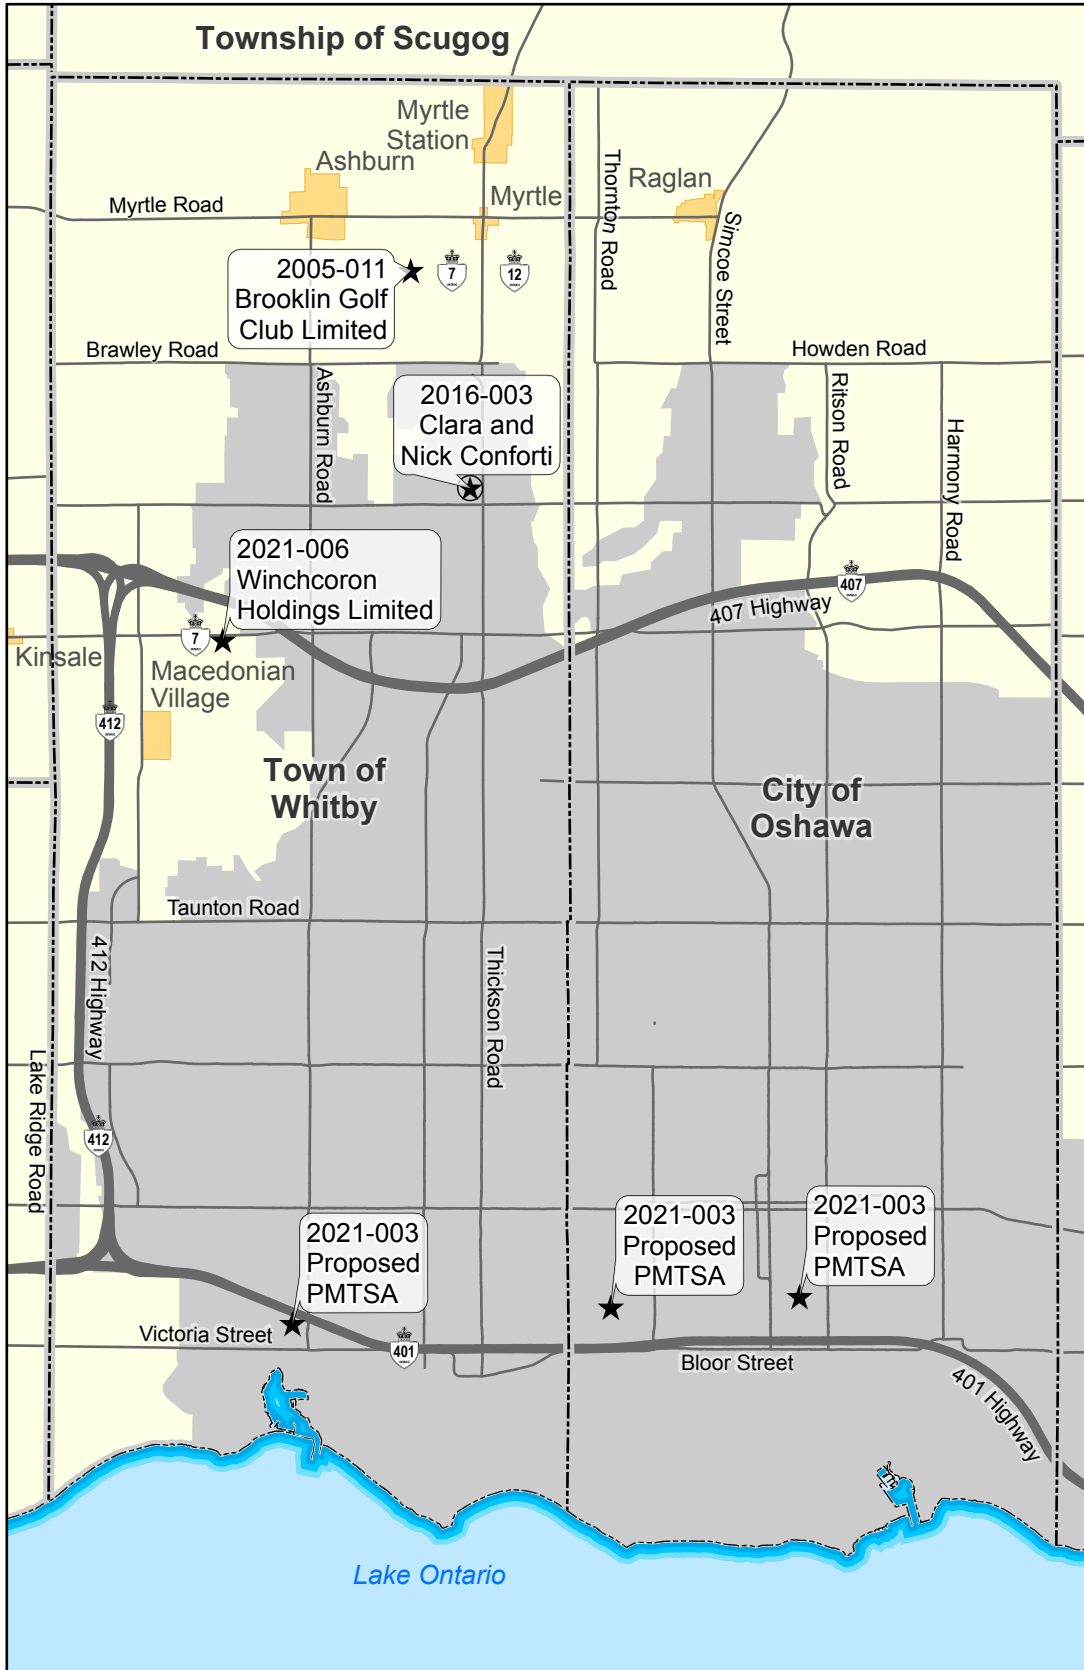 Township of Scugog
Myrtle
Station
Ashburn
Myrtle
Raglan
Thornton Road
Simcoe Street
Myrtle Road
2005-011
Brooklin Golf
Club Limited
7
12
Brawley Road
Howden Road
Ashburn Road
2016-003
Clara and
Nick Conforti
Ritson Road
Harmony Road
2021-006
Winchcoron
Holdings Limited
407
407 Highway
7
Kinsale
Macedonian
Village
412
Town of
Whitby
City of
Oshawa
Taunton Road
412 Highway
Thickson Road
Lake Ridge Road
412
2021-003
Proposed
PMTSA
2021-003
Proposed
PMTSA
2021-003
Proposed
PMTSA
Victoria Street
401
Bloor Street
401 Highway
Lake Ontario